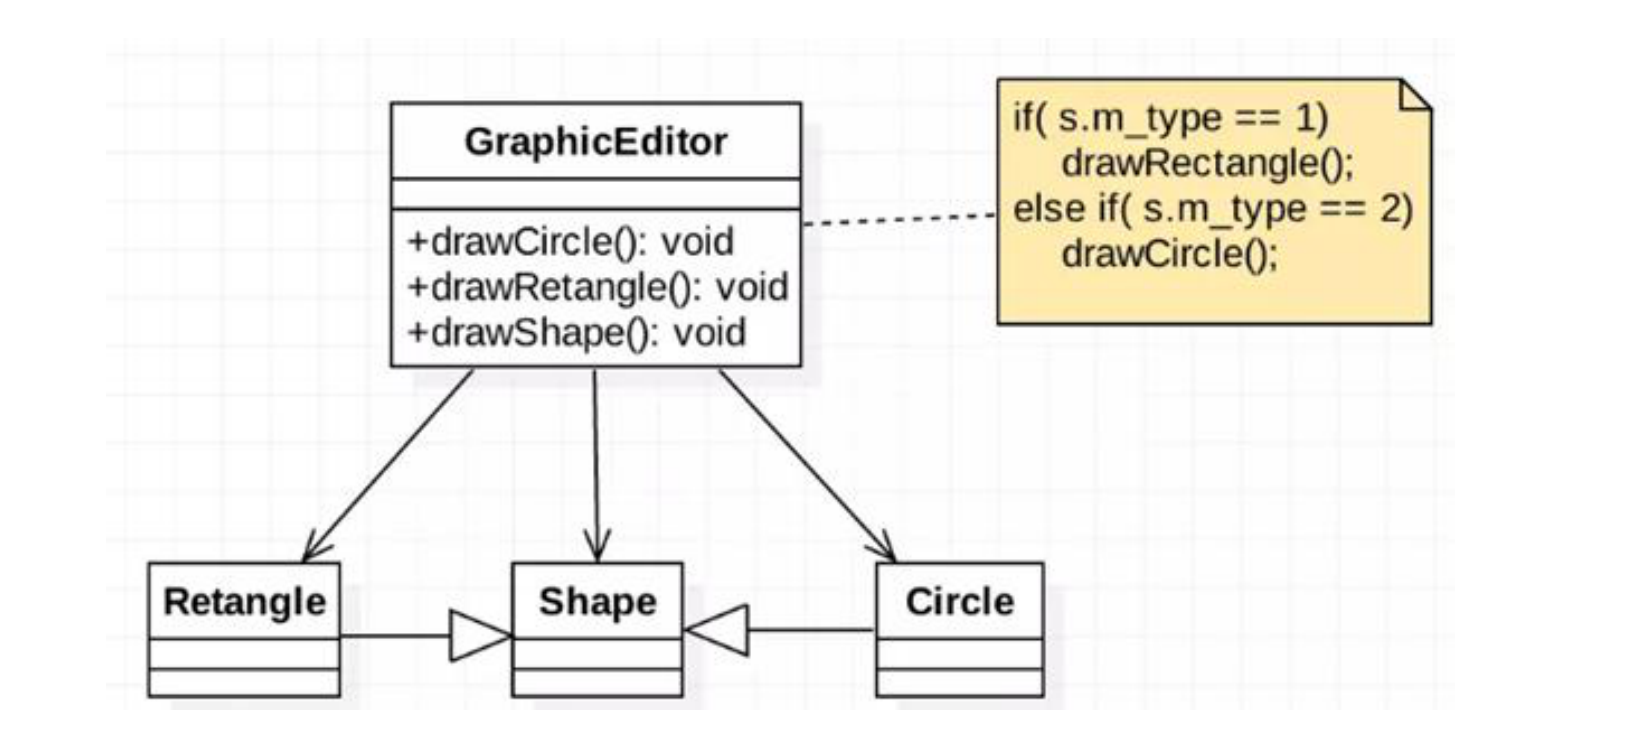 GraphicEditor
+drawCircle(): void
+drawRetangle(): void
+drawShape(): void
if( s.m_type == 1)
drawRectangle();
else if( s.m_type == 2)
drawCircle();
Retangle
Shape
Circle